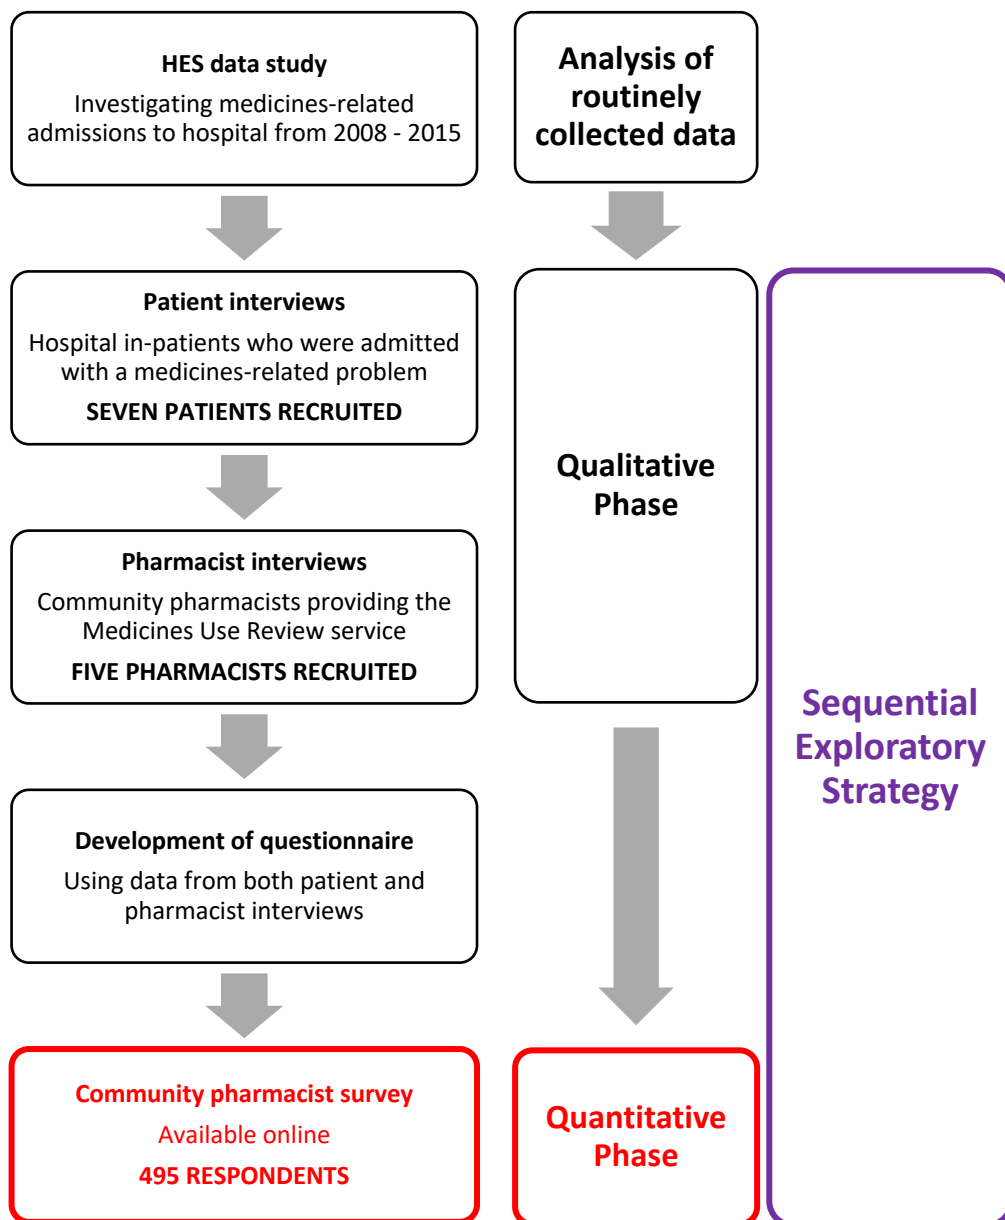 HES data study
Investigating medicines-related
admissions to hospital from 2008 - 2015
Analysis of
routinely
collected data
Patient interviews
Hospital in-patients who were admitted
with a medicines-related problem
SEVEN PATIENTS RECRUITED
Qualitative
Phase
Pharmacist interviews
Community pharmacists providing the
Medicines Use Review service
FIVE PHARMACISTS RECRUITED
Sequential
Exploratory
Strategy
Development of questionnaire
Using data from both patient and
pharmacist interviews
Community pharmacist survey
Available online
495 RESPONDENTS
Quantitative
Phase